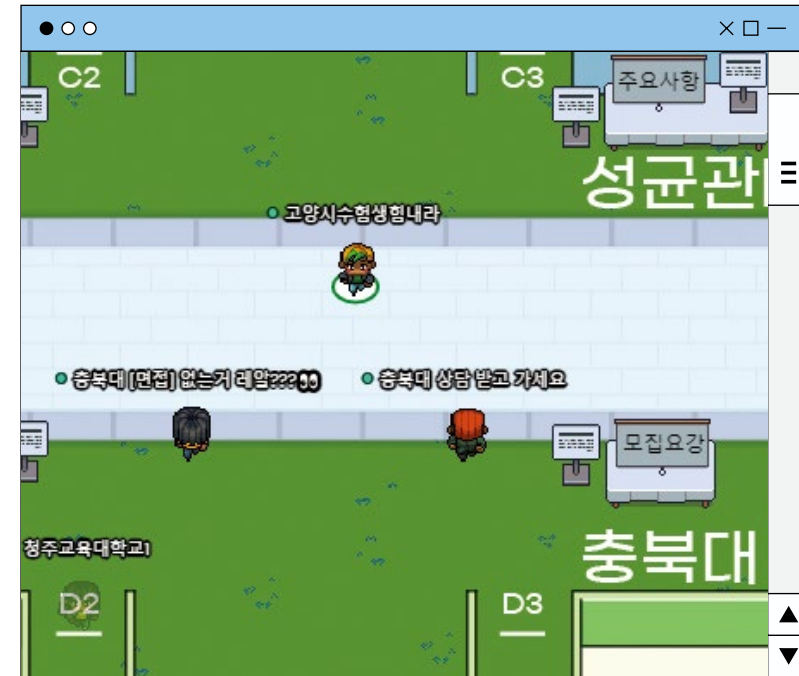 C2
C3
주요사항
성균관
고양시수험생힘내라
충북대 [면접] 없는거 레알???👀
충북대 상담 받고 가세요
모집요강
청주교육대학교1
충북대
D2
D3